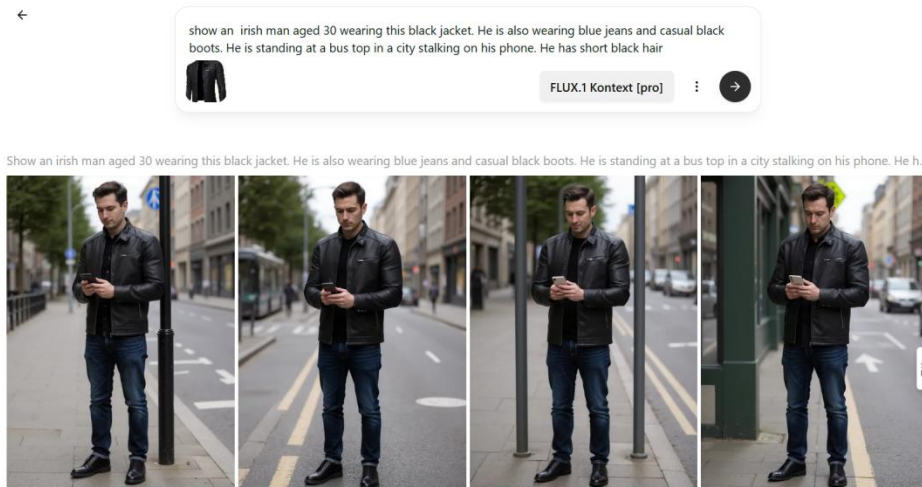 show an irish man aged 30 wearing this black jacket. He is also wearing blue jeans and casual black
boots. He is standing at a bus top in a city stalking on his phone. He has short black hair
FLUX.1 Kontext [pro]
Show an irish man aged 30 wearing this black jacket. He is also wearing blue jeans and casual black boots. He is standing at a bus top in a city stalking on his phone. He h..